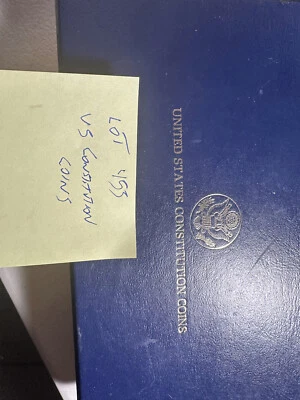 LOT 455
US CONSTITUTION
COINS
UNITED STATES CONSTITUTION COINS